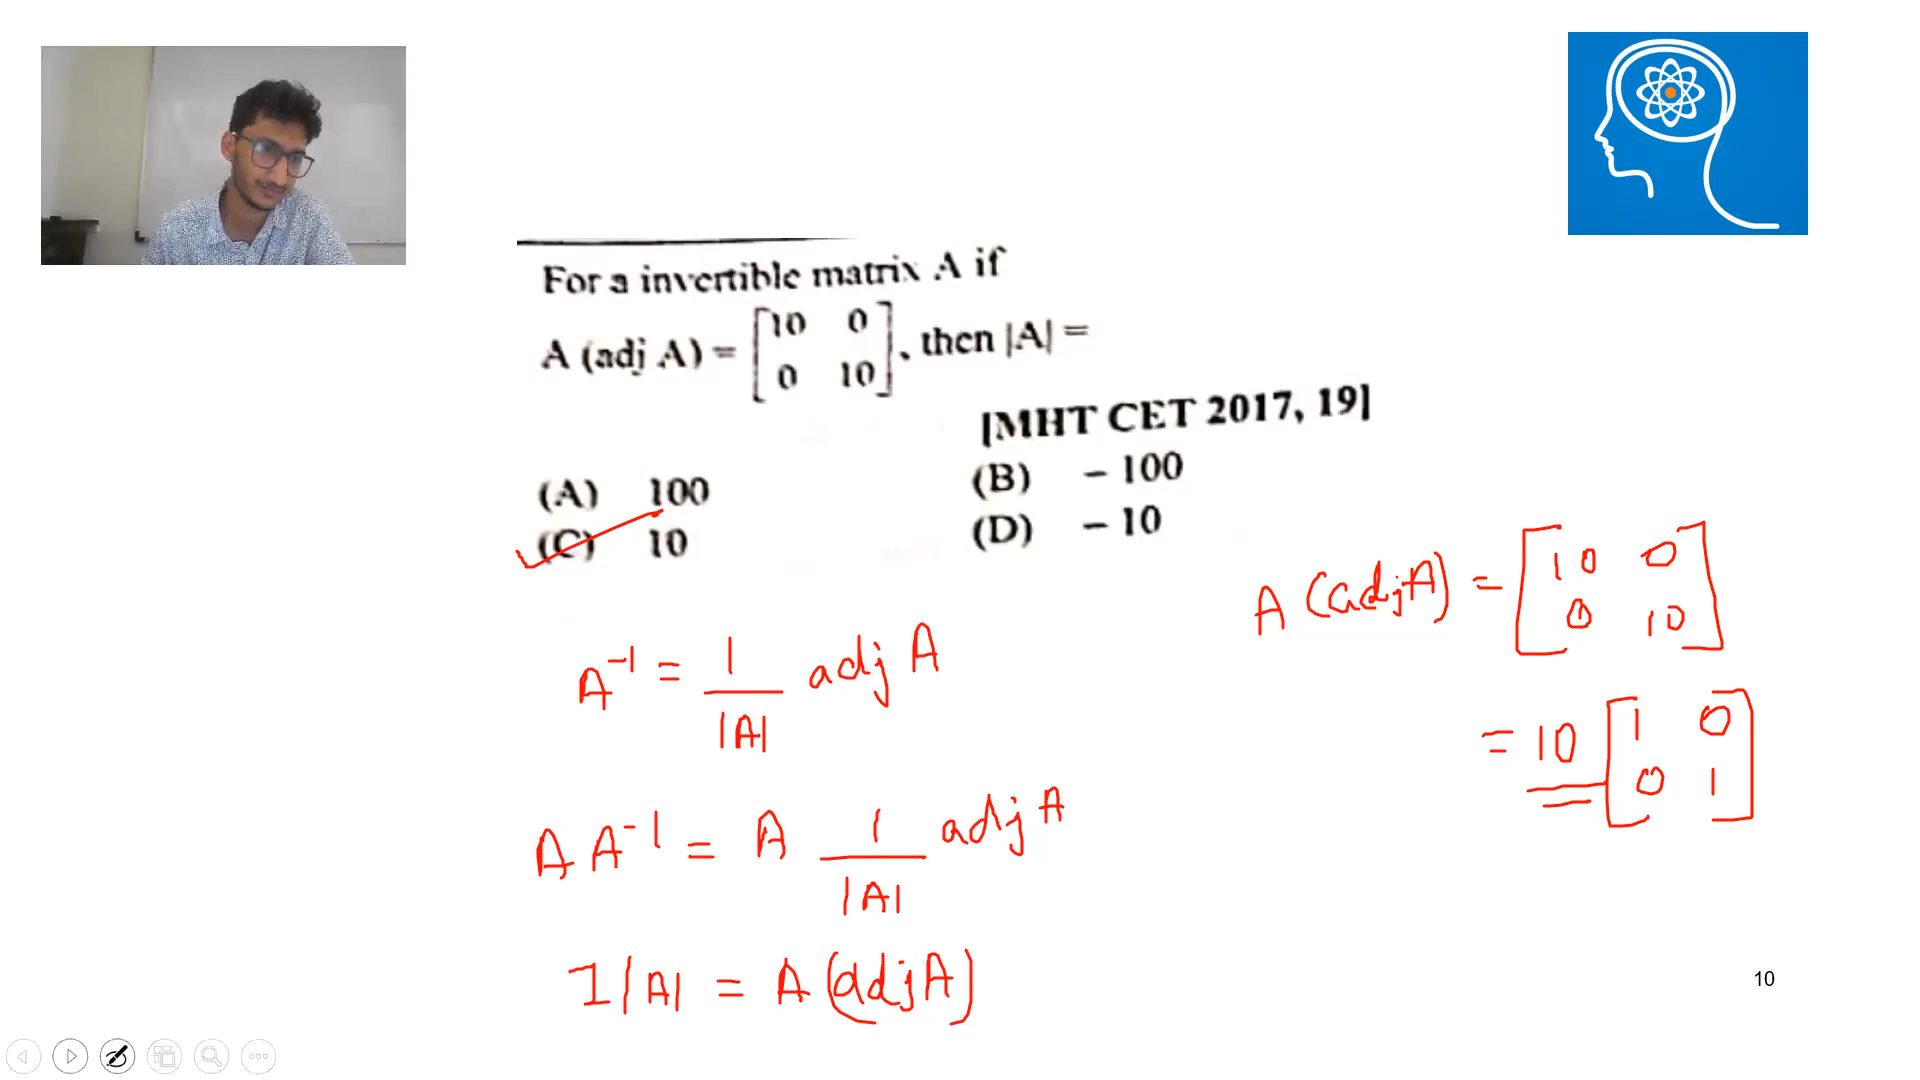 For a invertible matrix A if
A (adj A) = [10 0
0 10], then |A| =
[MHT CET 2017, 19]
(A) 100 (B) – 100
(C) 10 (D) – 10
A (adjA) = [10 0
0 10]
= 10 [1 0
0 1]
A⁻¹ = 1/|A| adj A
A A⁻¹ = A 1/|A| adj A
I |A| = A (adj A)
10